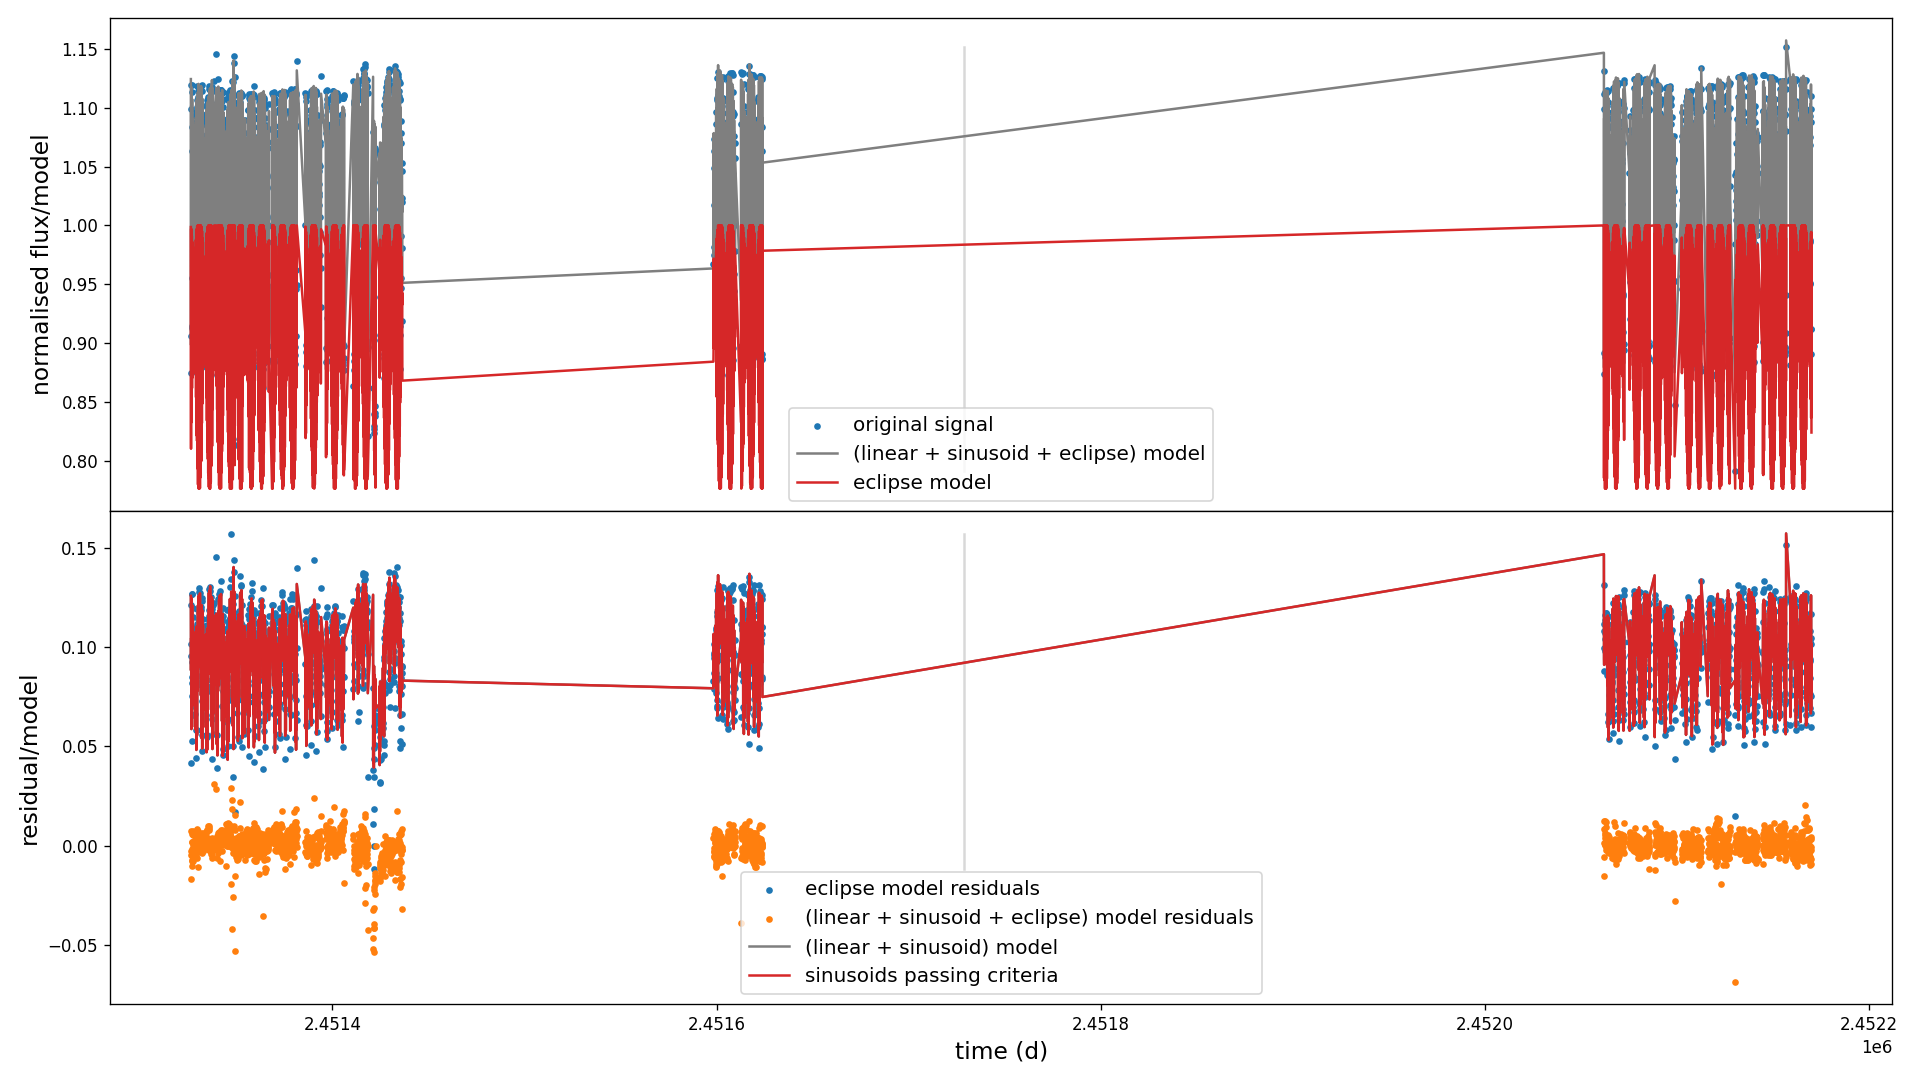 normalised flux/model
1.15
1.10
1.05
1.00
0.95
0.90
0.85
0.80
original signal
(linear + sinusoid + eclipse) model
eclipse model
residual/model
0.15
0.10
0.05
0.00
−0.05
eclipse model residuals
(linear + sinusoid + eclipse) model residuals
(linear + sinusoid) model
sinusoids passing criteria
2.4514
2.4516
2.4518
2.4520
2.4522
1e6
time (d)